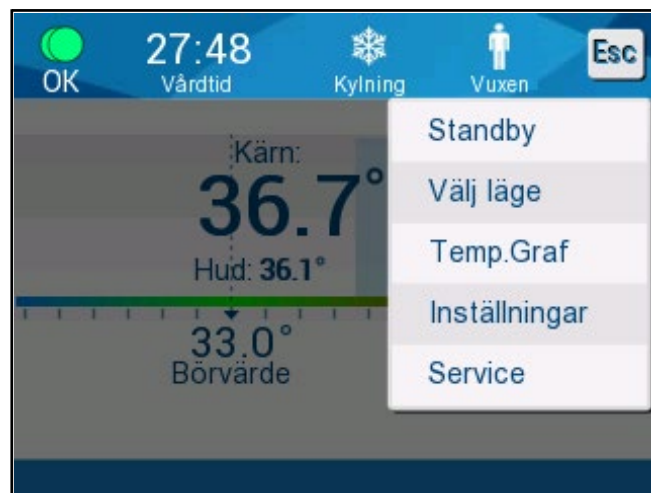 OK
27:48
Vårdtid
Kylning
Vuxen
Esc
Kärn:
36.7°
Hud: 36.1°
33.0°
Börvärde
Standby
Välj läge
Temp.Graf
Inställningar
Service